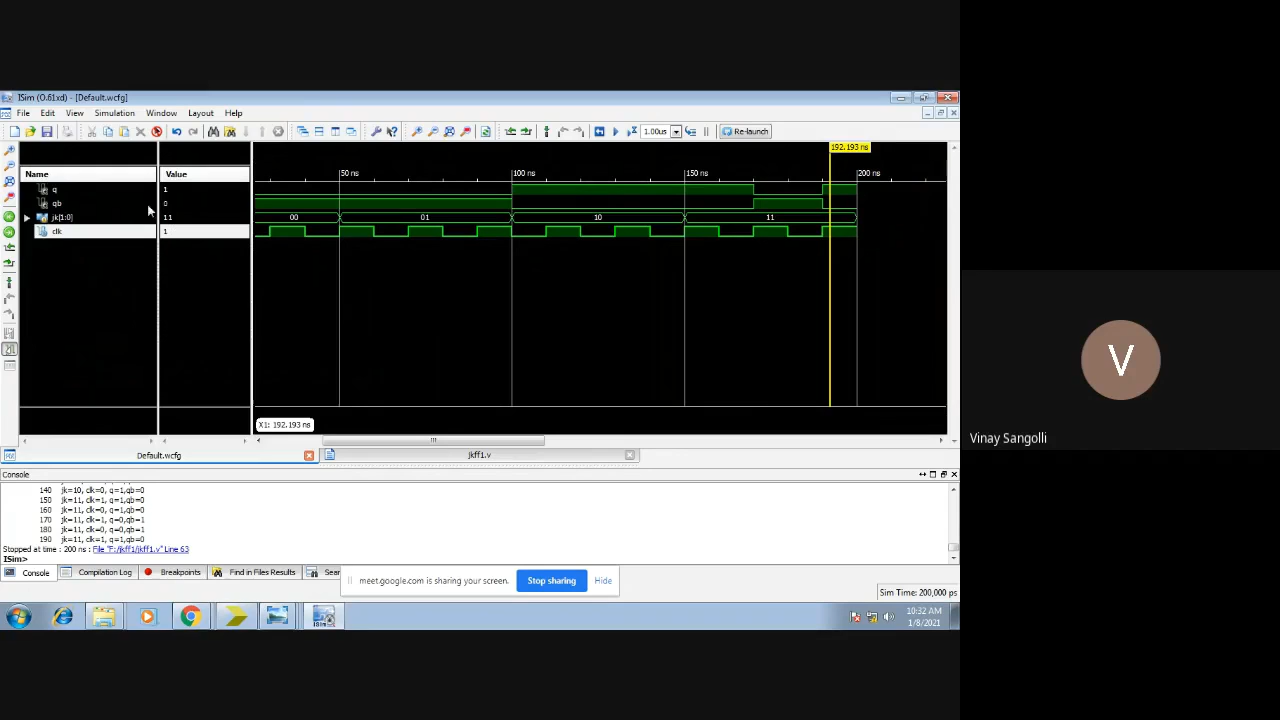 ISim (O.61xd) - [Default.wcfg]
File Edit View Simulation Window Layout Help
1.00us Re-launch
192.193 ns
Name Value
50 ns 100 ns 150 ns 200 ns
q 1
qb 0
jk[1:0] 11 00 01 10 11
clk 1
X1: 192.193 ns
Default.wcfg jkff1.v
Console
140 jk=10, clk=0, q=1,qb=0
150 jk=11, clk=1, q=1,qb=0
160 jk=11, clk=0, q=1,qb=0
170 jk=11, clk=1, q=0,qb=1
180 jk=11, clk=0, q=0,qb=1
190 jk=11, clk=1, q=1,qb=0
Stopped at time : 200 ns : File "F:/jkff1/jkff1.v" Line 63
ISim>
Console Compilation Log Breakpoints Find in Files Results Sear
meet.google.com is sharing your screen. Stop sharing Hide
Sim Time: 200,000 ps
10:32 AM
1/8/2021
V
Vinay Sangolli